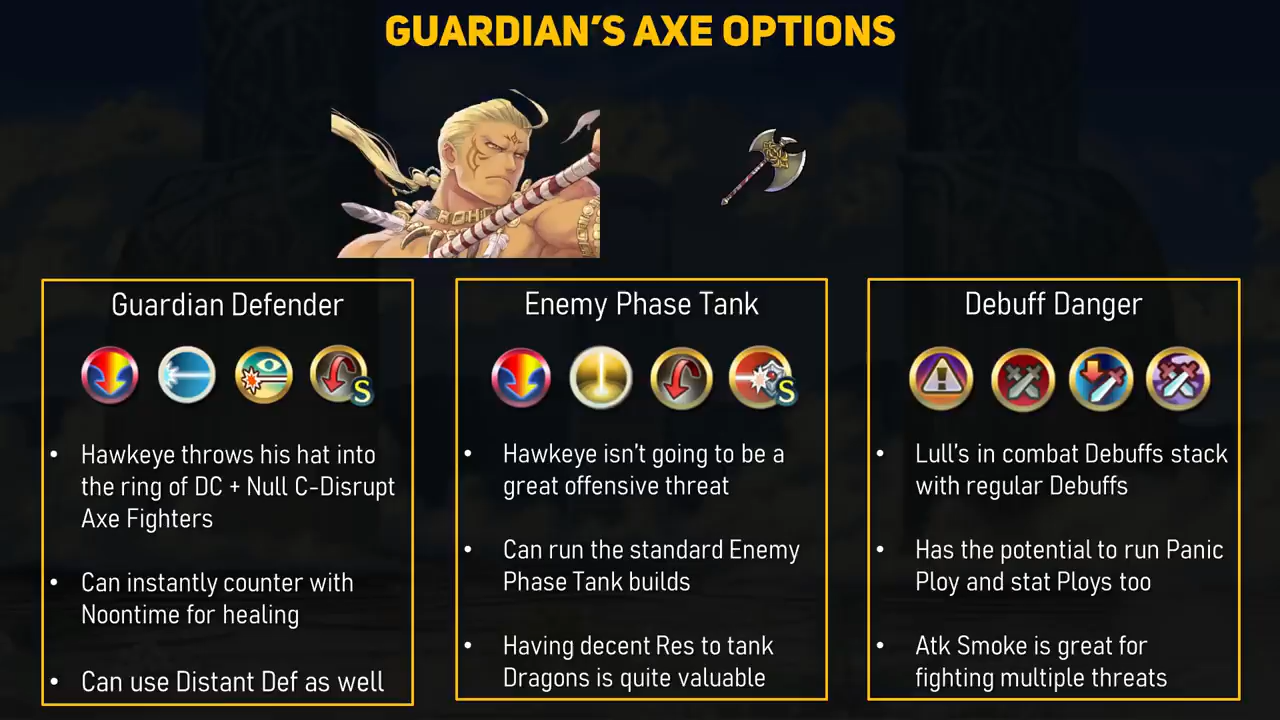 GUARDIAN'S AXE OPTIONS
Guardian Defender
S
• Hawkeye throws his hat into
the ring of DC + Null C-Disrupt
Axe Fighters
• Can instantly counter with
Noontime for healing
• Can use Distant Def as well
Enemy Phase Tank
S
• Hawkeye isn't going to be a
great offensive threat
• Can run the standard Enemy
Phase Tank builds
• Having decent Res to tank
Dragons is quite valuable
Debuff Danger
• Lull's in combat Debuffs stack
with regular Debuffs
• Has the potential to run Panic
Ploy and stat Ploys too
• Atk Smoke is great for
fighting multiple threats